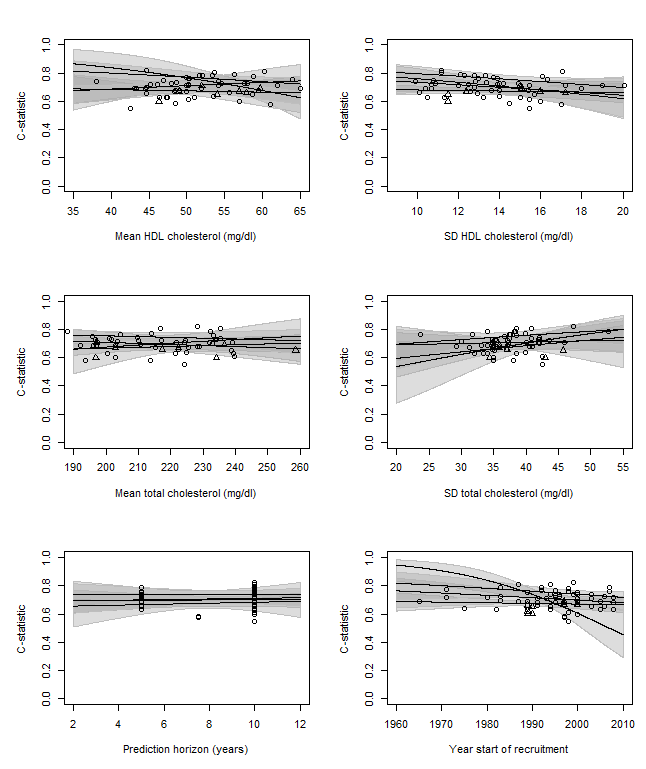 1.0
0.8
0.6
0.4
0.2
0.0
C-statistic
35 40 45 50 55 60 65
Mean HDL cholesterol (mg/dl)
1.0
0.8
0.6
0.4
0.2
0.0
C-statistic
10 12 14 16 18 20
SD HDL cholesterol (mg/dl)
1.0
0.8
0.6
0.4
0.2
0.0
C-statistic
190 200 210 220 230 240 250 260
Mean total cholesterol (mg/dl)
1.0
0.8
0.6
0.4
0.2
0.0
C-statistic
20 25 30 35 40 45 50 55
SD total cholesterol (mg/dl)
1.0
0.8
0.6
0.4
0.2
0.0
C-statistic
2 4 6 8 10 12
Prediction horizon (years)
1.0
0.8
0.6
0.4
0.2
0.0
C-statistic
1960 1970 1980 1990 2000 2010
Year start of recruitment